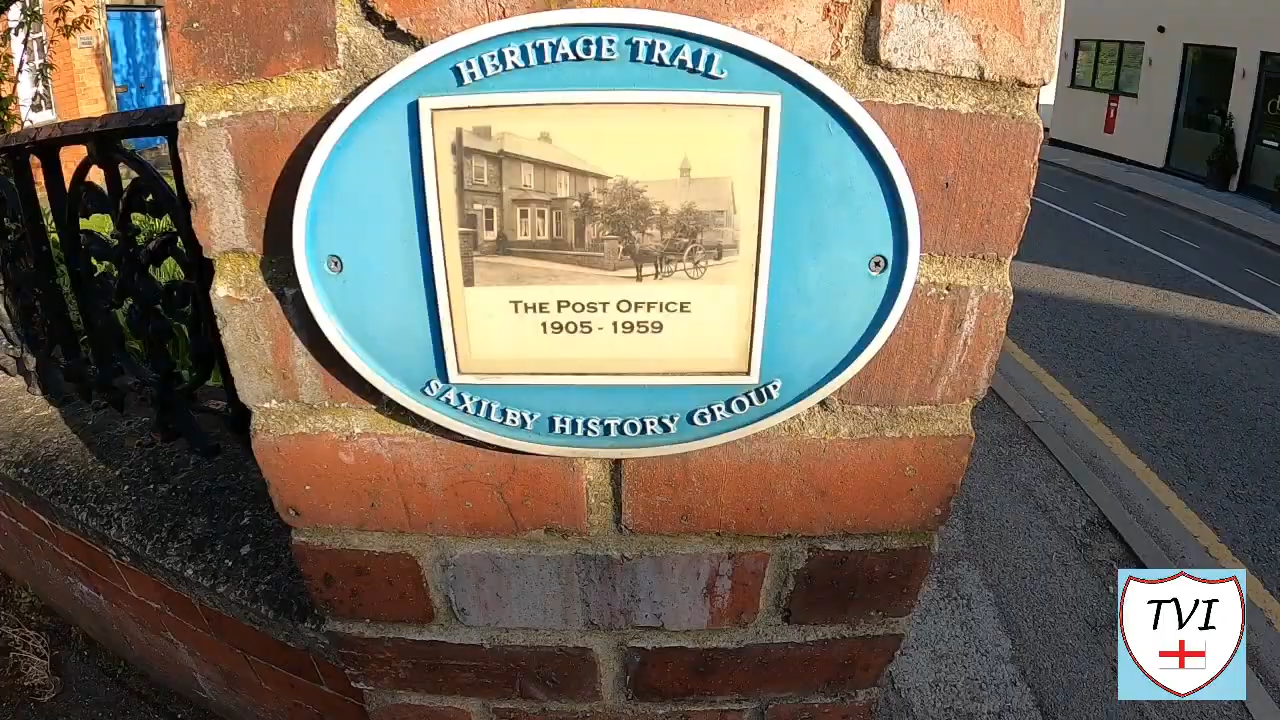 HERITAGE TRAIL
THE POST OFFICE
1905 - 1959
SAXILBY HISTORY GROUP
TVI